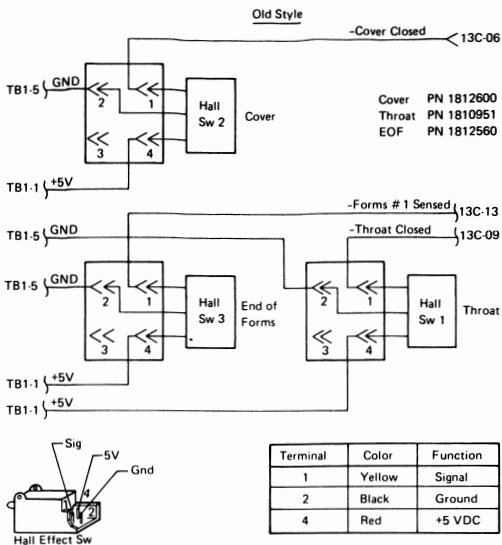 Old Style
-Cover Closed
13C-06
TB1-5 GND
2 1
3 4
Hall
Sw 2
Cover
Cover PN 1812600
Throat PN 1810951
EOF PN 1812560
TB1-1 +5V
-Forms # 1 Sensed
13C-13
TB1-5 GND
-Throat Closed
13C-09
TB1-5 GND
2 1
3 4
Hall
Sw 3
End of
Forms
2 1
3 4
Hall
Sw 1
Throat
TB1-1 +5V
TB1-1 +5V
Sig
5V
Gnd
4
1 2
Hall Effect Sw
Terminal Color Function
1 Yellow Signal
2 Black Ground
4 Red +5 VDC